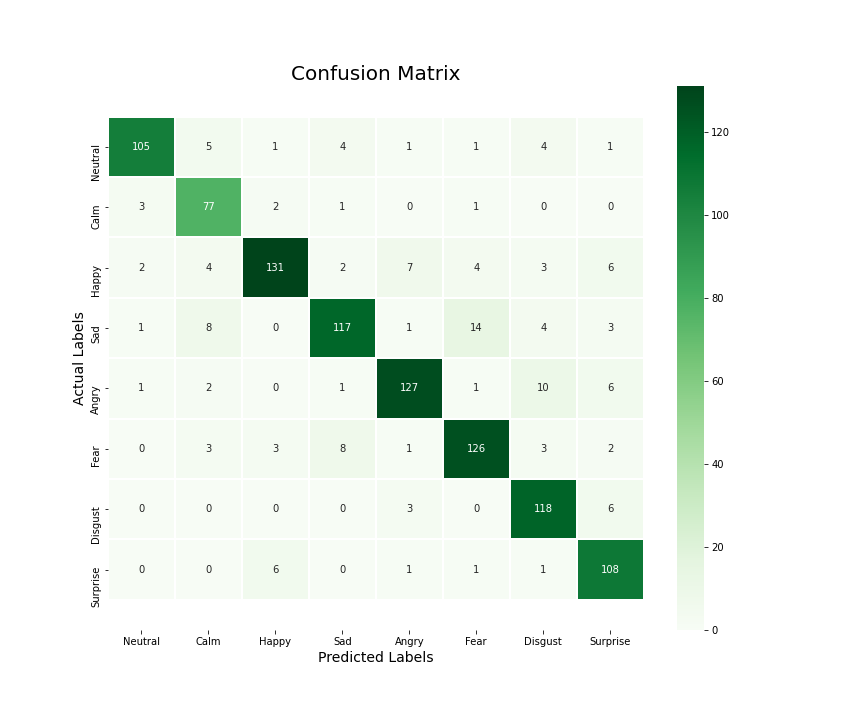 Confusion Matrix
Neutral 105 5 1 4 1 1 4 1
Calm 3 77 2 1 0 1 0 0
Happy 2 4 131 2 7 4 3 6
Sad 1 8 0 117 1 14 4 3
Angry 1 2 0 1 127 1 10 6
Fear 0 3 3 8 1 126 3 2
Disgust 0 0 0 0 3 0 118 6
Surprise 0 0 6 0 1 1 1 108
Actual Labels
Neutral Calm Happy Sad Angry Fear Disgust Surprise
Predicted Labels
120
100
80
60
40
20
0